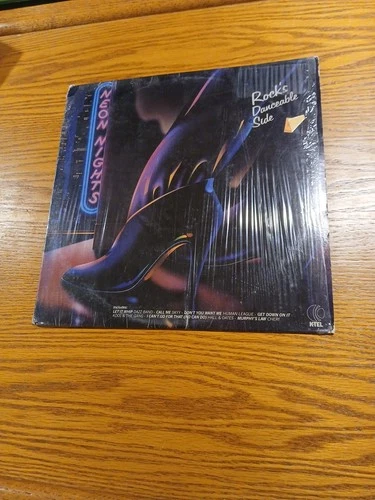 NEON NIGHTS
Rock's
Danceable
Side
LET IT WHIP DAZZ BAND · CALL ME SKYY · DON'T YOU WANT ME HUMAN LEAGUE · GET DOWN ON IT
KOOL & THE GANG · I CAN'T GO FOR THAT (NO CAN DO) HALL & OATES · MURPHY'S LAW CHERI
K
KTEL